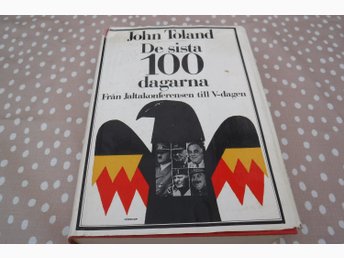 John Toland
De sista
100
dagarna
Från Jaltakonferensen till V-dagen